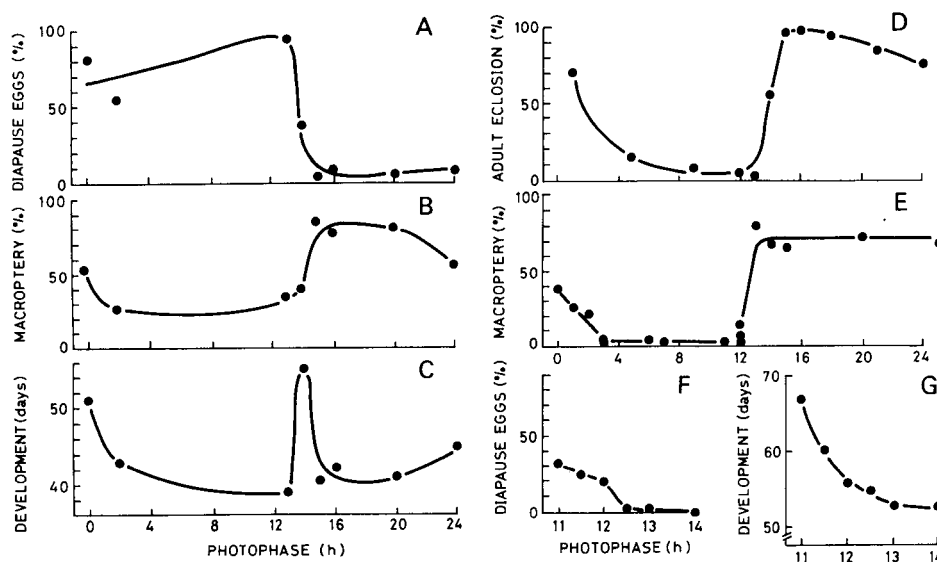 A
DIAPAUSE EGGS (%)
100
50
0
B
MACROPTERY (%)
100
50
0
C
DEVELOPMENT (days)
50
40
0 4 8 12 16 20 24
PHOTOPHASE (h)
D
ADULT ECLOSION (%)
100
50
0
E
MACROPTERY (%)
100
50
0
0 4 8 12 16 20 24
F
DIAPAUSE EGGS (%)
50
0
11 12 13 14
PHOTOPHASE (h)
G
DEVELOPMENT (days)
70
60
50
11 12 13 14